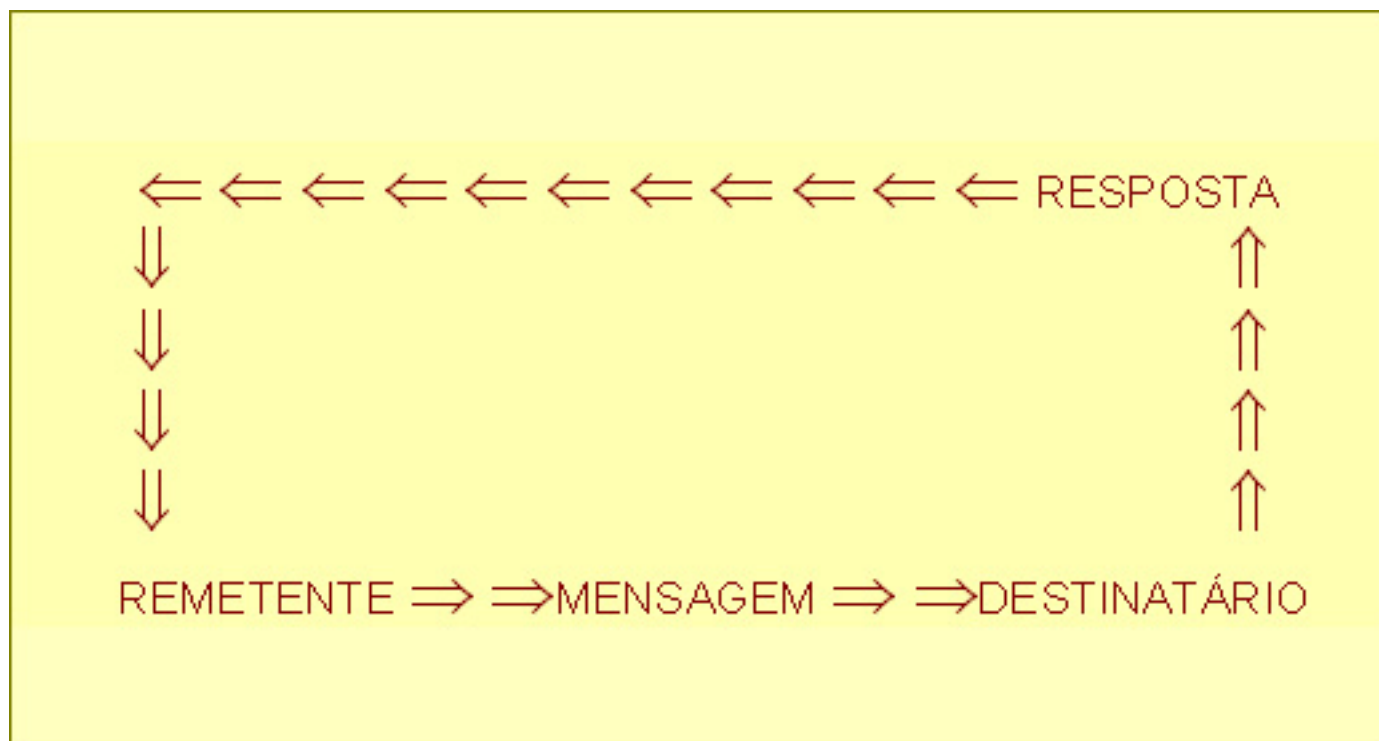 RESPOSTA
REMETENTE ⇒ ⇒MENSAGEM ⇒ ⇒DESTINATÁRIO